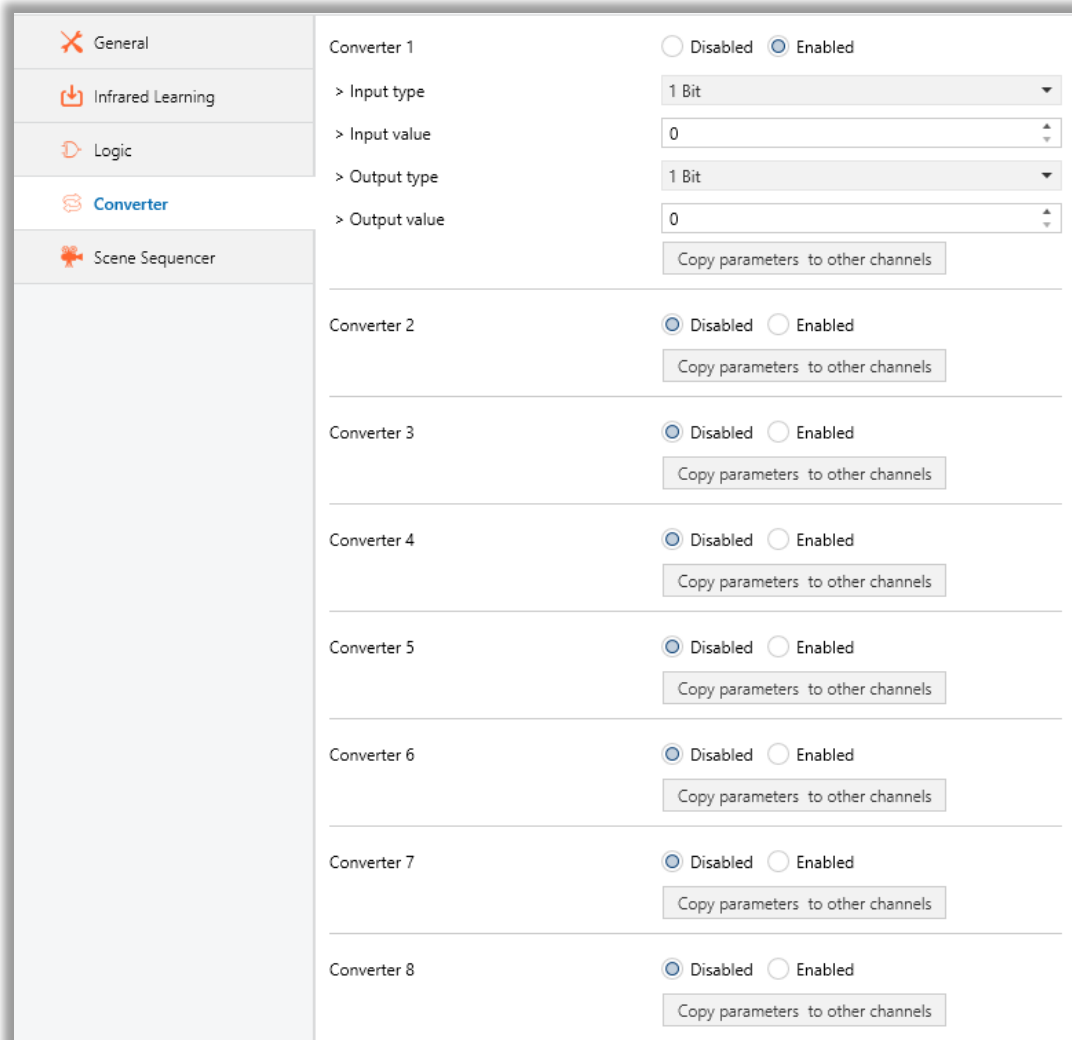 General
Infrared Learning
Logic
Converter
Scene Sequencer
Converter 1 Disabled Enabled
> Input type 1 Bit
> Input value 0
> Output type 1 Bit
> Output value 0
Copy parameters to other channels
Converter 2 Disabled Enabled
Copy parameters to other channels
Converter 3 Disabled Enabled
Copy parameters to other channels
Converter 4 Disabled Enabled
Copy parameters to other channels
Converter 5 Disabled Enabled
Copy parameters to other channels
Converter 6 Disabled Enabled
Copy parameters to other channels
Converter 7 Disabled Enabled
Copy parameters to other channels
Converter 8 Disabled Enabled
Copy parameters to other channels